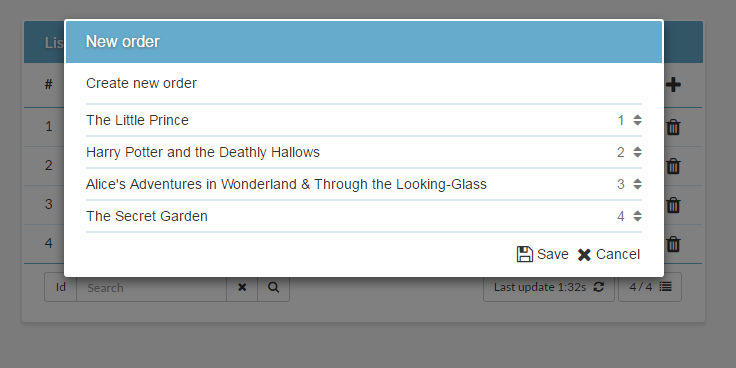 Lis
New order
#
Create new order
1
The Little Prince 1
2
Harry Potter and the Deathly Hallows 2
3
Alice's Adventures in Wonderland & Through the Looking-Glass 3
4
The Secret Garden 4
Save Cancel
Id Search Last update 1:32s 4 / 4